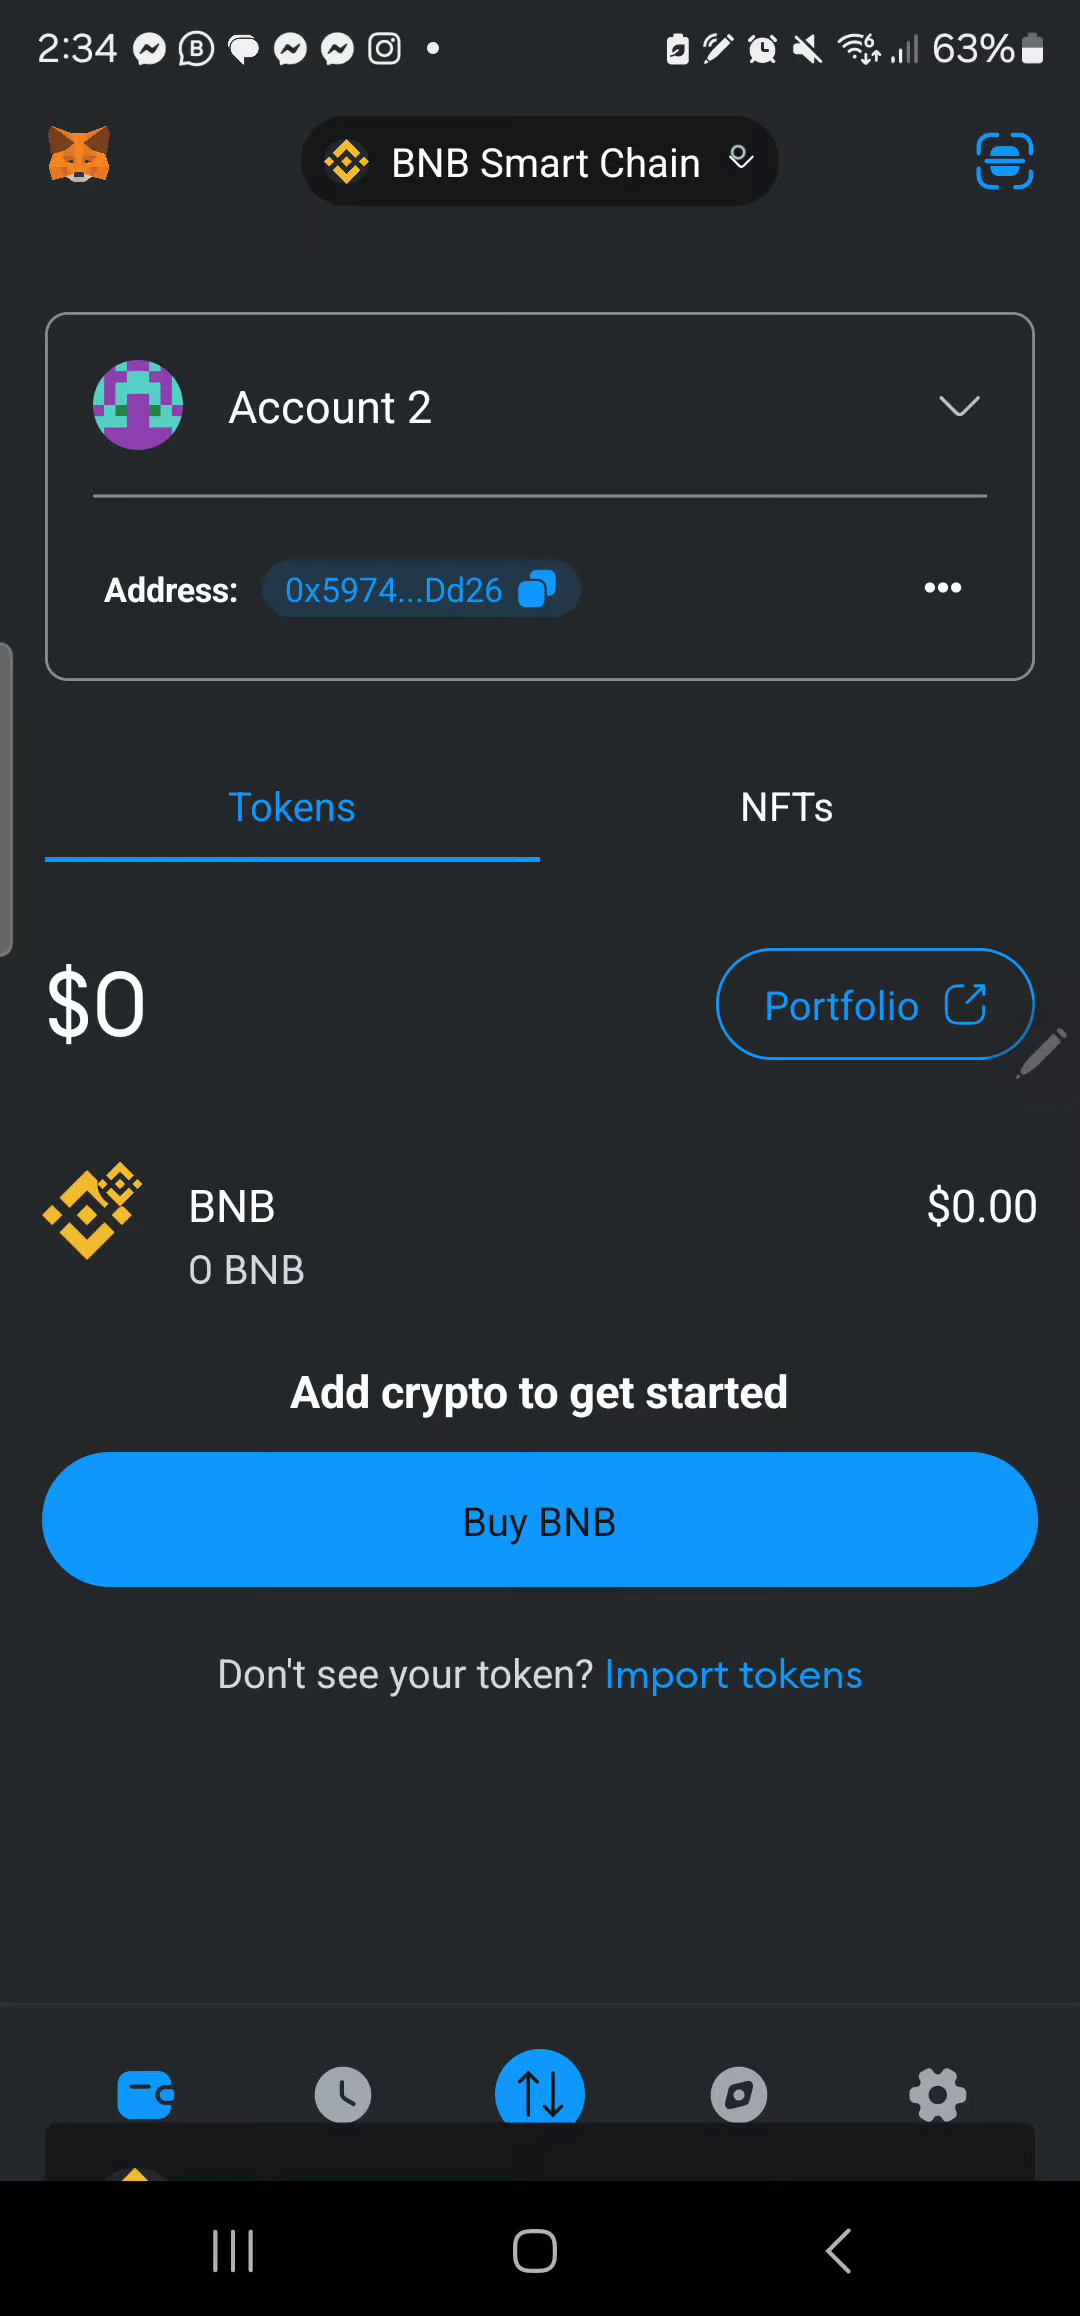 2:34
63%
BNB Smart Chain
Account 2
Address: 0x5974...Dd26
Tokens
NFTs
$0
Portfolio
BNB
$0.00
0 BNB
Add crypto to get started
Buy BNB
Don't see your token? Import tokens